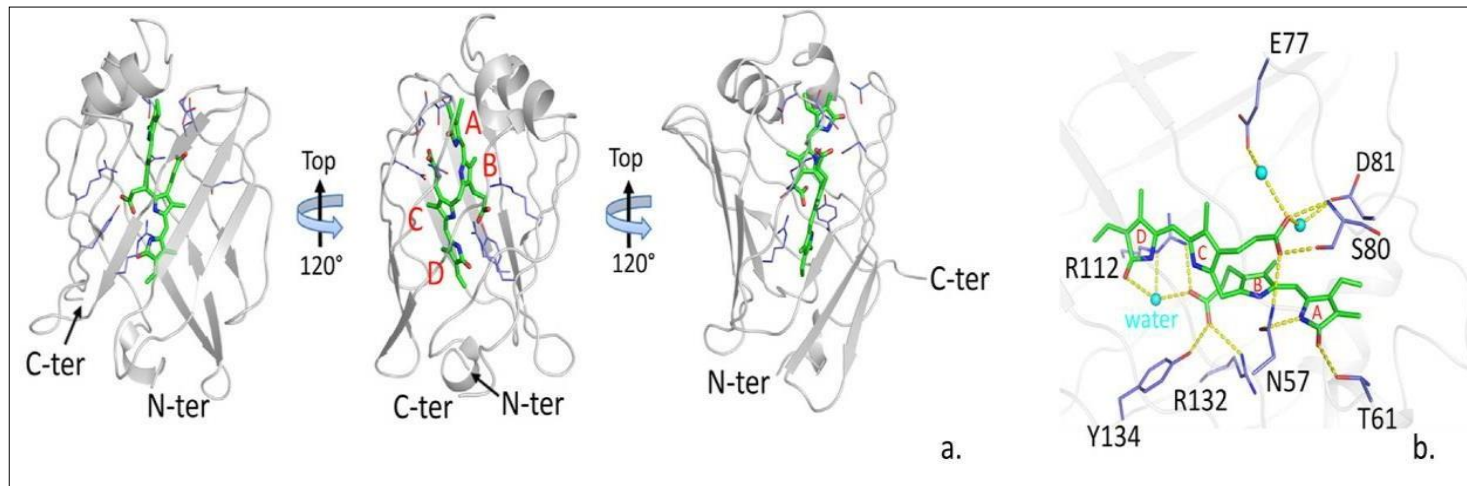 Top
120°
C-ter
N-ter
A
B
C
D
Top
120°
C-ter
N-ter
C-ter
N-ter
a.
E77
D81
S80
D
C
B
A
R112
water
N57
R132
T61
Y134
b.